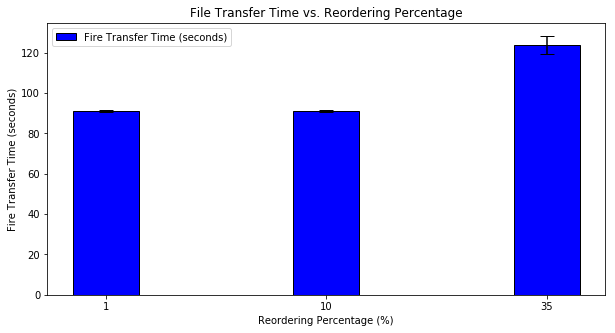 File Transfer Time vs. Reordering Percentage
Fire Transfer Time (seconds)
Fire Transfer Time (seconds)
120
100
80
60
40
20
0
1
10
35
Reordering Percentage (%)